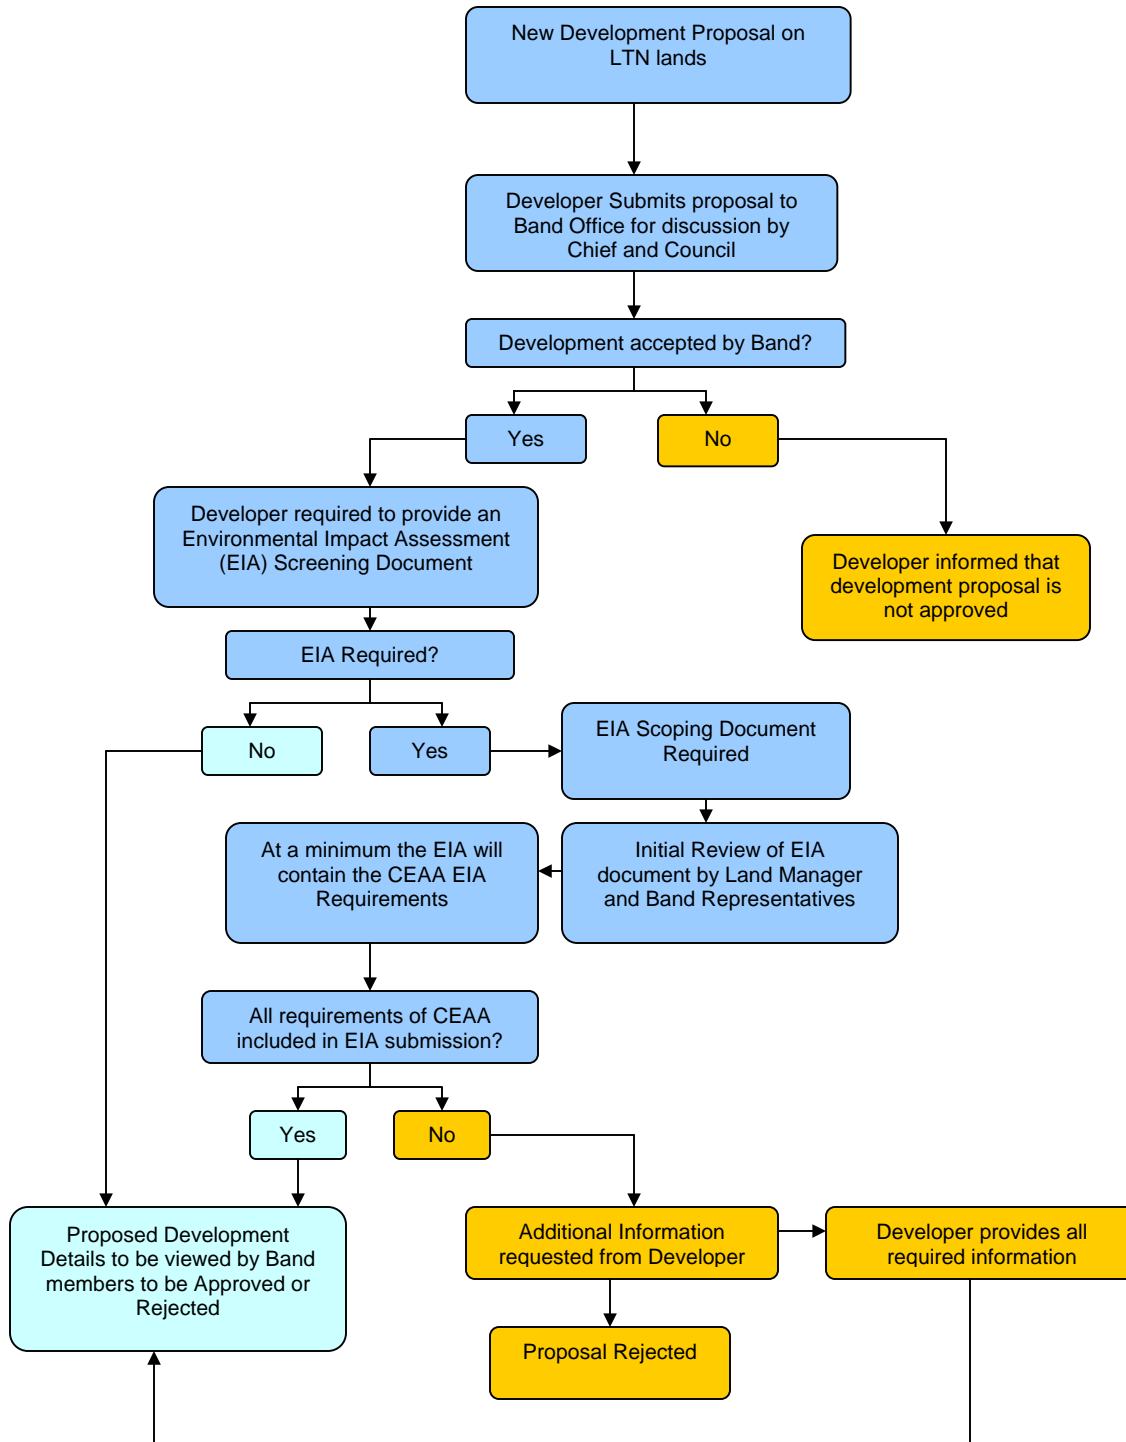 New Development Proposal on
LTN lands
Developer Submits proposal to
Band Office for discussion by
Chief and Council
Development accepted by Band?
Yes
No
Developer required to provide an
Environmental Impact Assessment
(EIA) Screening Document
Developer informed that
development proposal is
not approved
EIA Required?
No
Yes
EIA Scoping Document
Required
At a minimum the EIA will
contain the CEAA EIA
Requirements
Initial Review of EIA
document by Land Manager
and Band Representatives
All requirements of CEAA
included in EIA submission?
Yes
No
Proposed Development
Details to be viewed by Band
members to be Approved or
Rejected
Additional Information
requested from Developer
Developer provides all
required information
Proposal Rejected